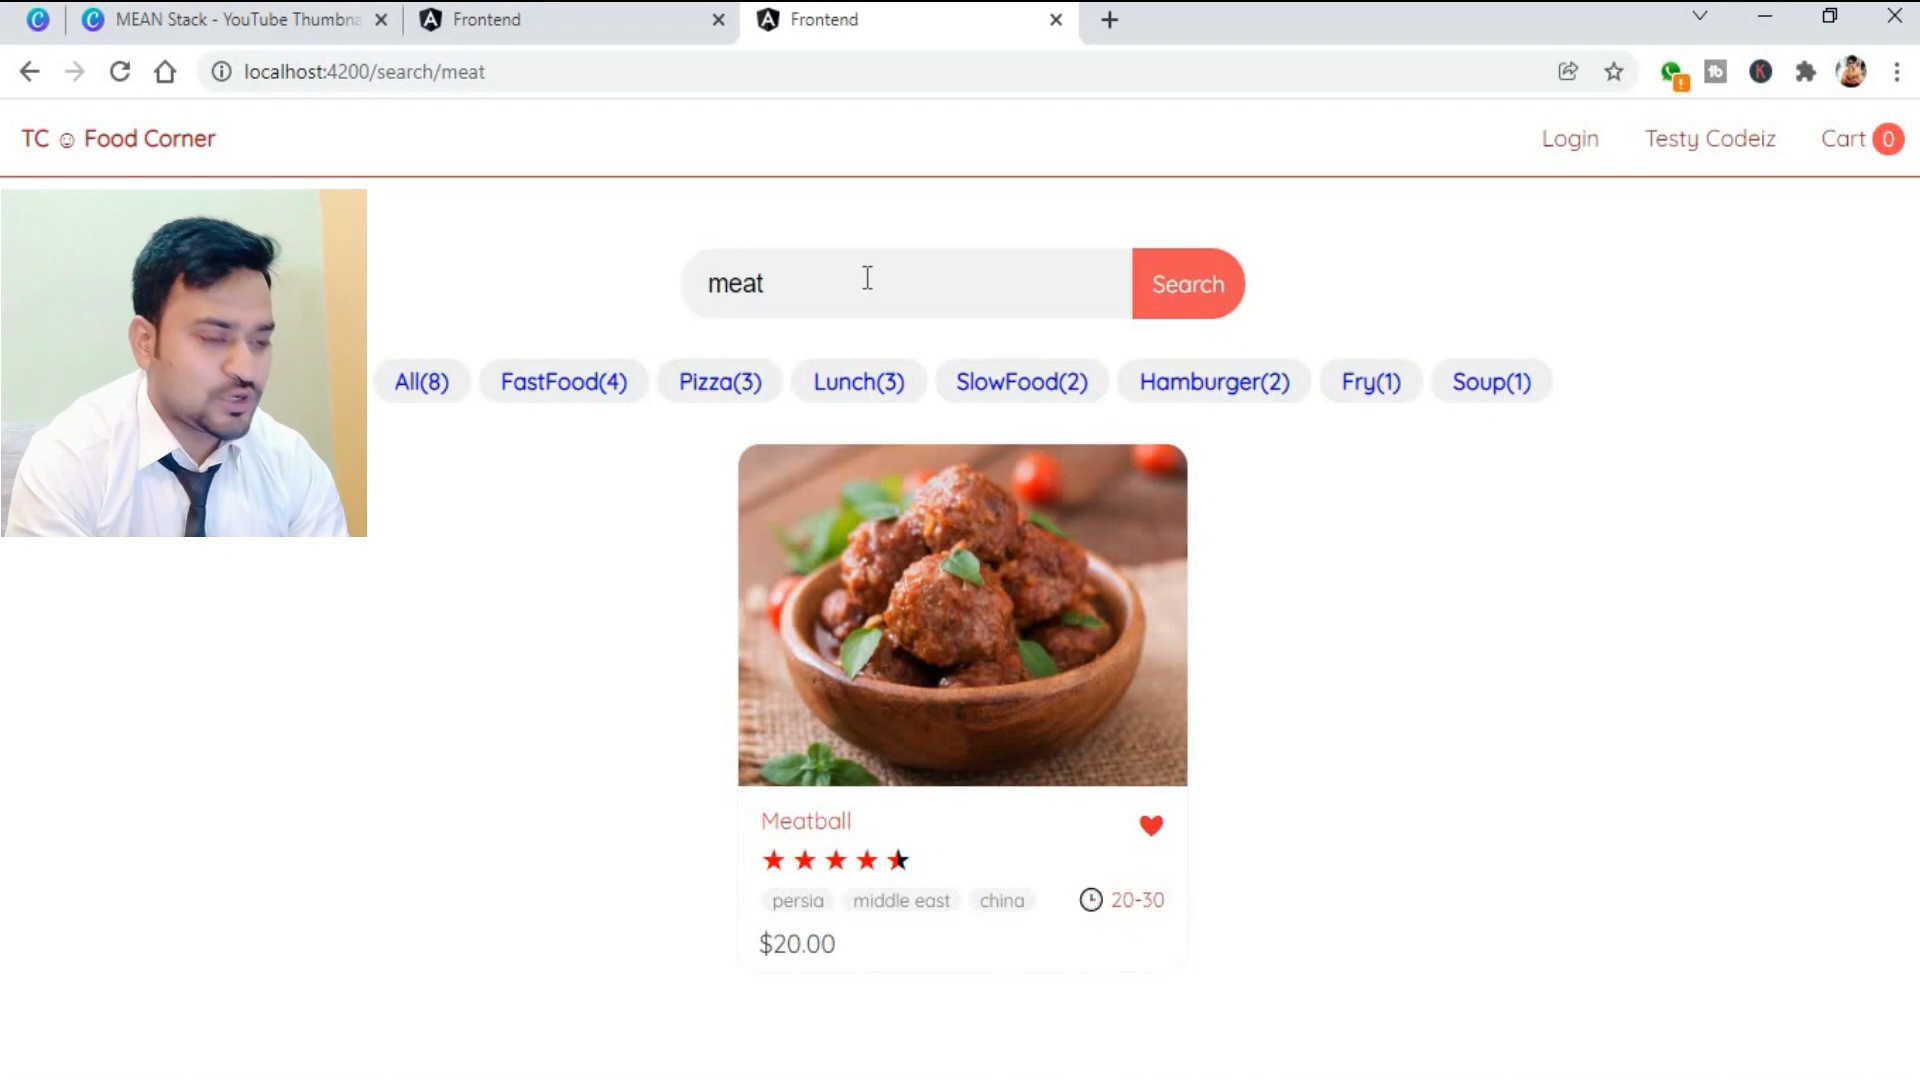 MEAN Stack - YouTube Thumbna
Frontend
Frontend
localhost:4200/search/meat
TC ☺ Food Corner
Login
Testy Codeiz
Cart 0
meat
Search
All(8)
FastFood(4)
Pizza(3)
Lunch(3)
SlowFood(2)
Hamburger(2)
Fry(1)
Soup(1)
Meatball
persia
middle east
china
20-30
$20.00